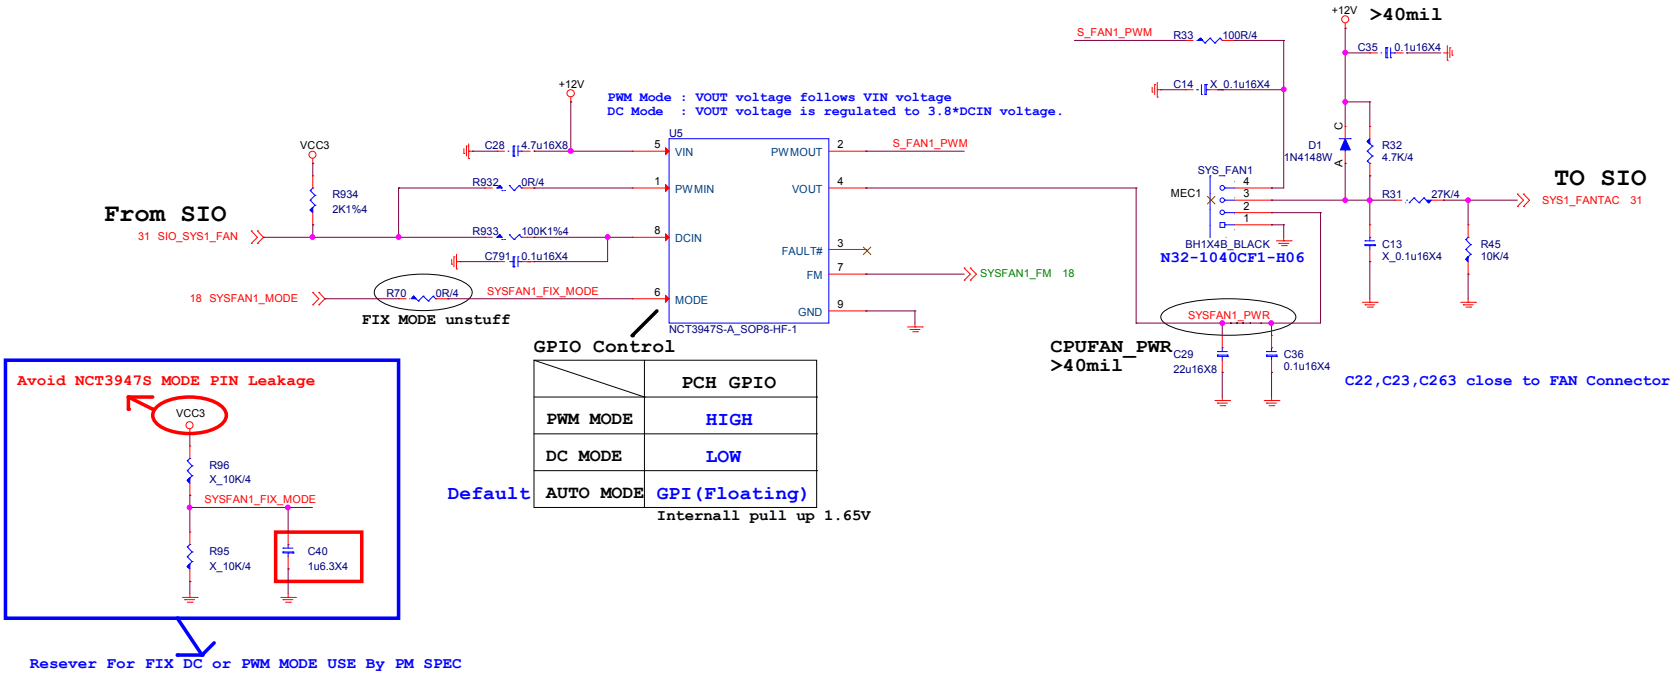 +12V
>40mil
S_FAN1_PWM
R33
100R/4
C35
0.1u16X4
C14
X_0.1u16X4
+12V
PWM Mode : VOUT voltage follows VIN voltage
DC Mode : VOUT voltage is regulated to 3.8*DCIN voltage.
VCC3
R934
2K1%4
C28
4.7u16X8
R932
0R/4
From SIO
31 SIO_SYS1_FAN
R933
100K1%4
C791
0.1u16X4
18 SYSFAN1_MODE
R70
0R/4
SYSFAN1_FIX_MODE
FIX MODE unstuff
U5
5
VIN
1
PWMIN
8
DCIN
6
MODE
PWMOUT
2
VOUT
4
FAULT#
3
FM
7
GND
9
NCT3947S-A_SOP8-HF-1
S_FAN1_PWM
SYSFAN1_FM 18
D1
1N4148W
C
A
R32
4.7K/4
SYS_FAN1
MEC1
4
3
2
1
BH1X4B_BLACK
N32-1040CF1-H06
R31
27K/4
TO SIO
SYS1_FANTAC 31
C13
X_0.1u16X4
R45
10K/4
SYSFAN1_PWR
CPUFAN_PWR
>40mil
C29
22u16X8
C36
0.1u16X4
C22,C23,C263 close to FAN Connector
GPIO Control
PCH GPIO
PWM MODE HIGH
DC MODE LOW
Default AUTO MODE GPI(Floating)
Internall pull up 1.65V
Avoid NCT3947S MODE PIN Leakage
VCC3
R96
X_10K/4
SYSFAN1_FIX_MODE
R95
X_10K/4
C40
1u6.3X4
Resever For FIX DC or PWM MODE USE By PM SPEC